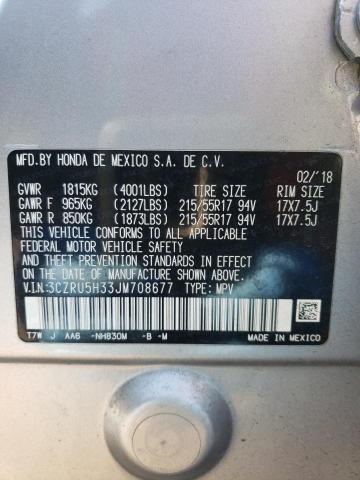 MFD.BY HONDA DE MEXICO S.A. DE C.V.
02/'18
GVWR 1815KG (4001LBS) TIRE SIZE RIM SIZE
GAWR F 965KG (2127LBS) 215/55R17 94V 17X7.5J
GAWR R 850KG (1873LBS) 215/55R17 94V 17X7.5J
THIS VEHICLE CONFORMS TO ALL APPLICABLE
FEDERAL MOTOR VEHICLE SAFETY AND THEFT
PREVENTION STANDARDS IN EFFECT ON THE DATE
OF MANUFACTURE SHOWN ABOVE.
V.I.N:3CZRU5H33JM708677 TYPE: MPV
T7W J AA6 -NH830M -B -M
MADE IN MEXICO